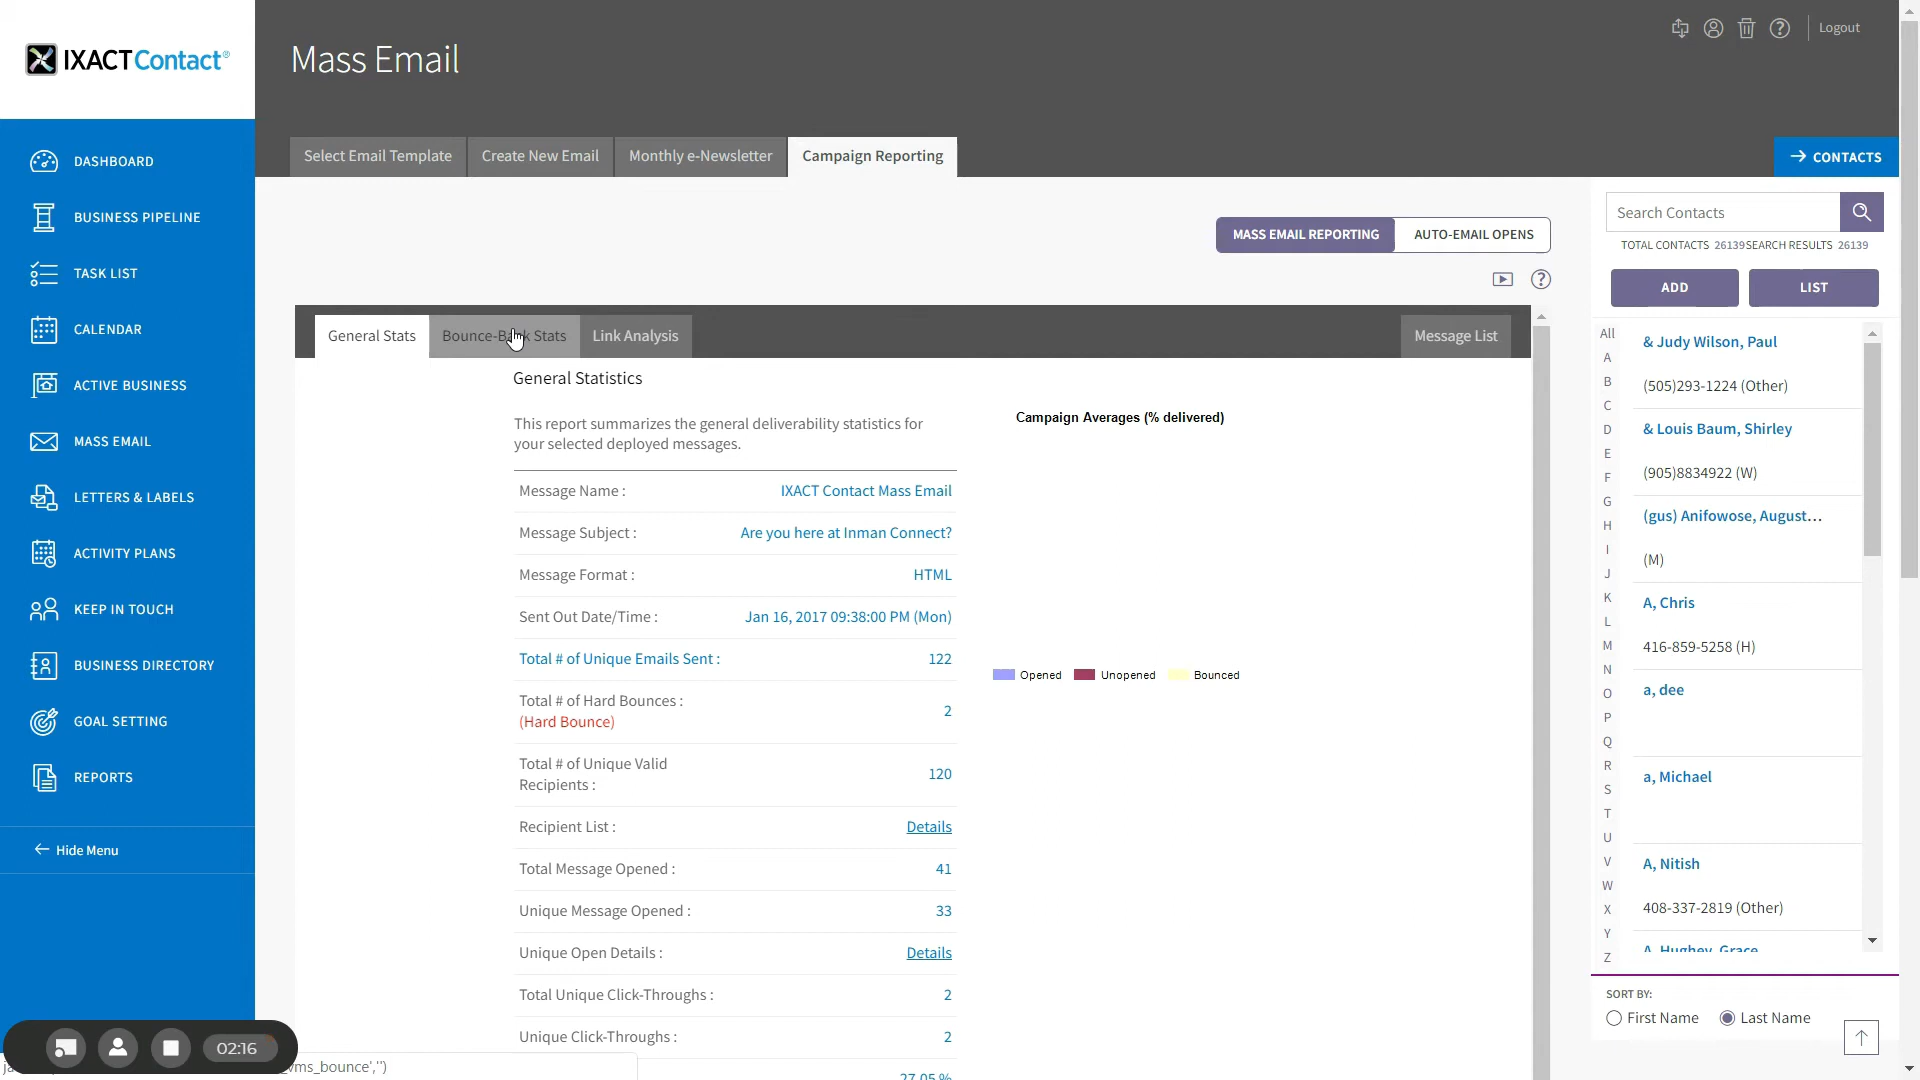 IXACTContact®
Mass Email
Logout
Select Email Template
Create New Email
Monthly e-Newsletter
Campaign Reporting
→ CONTACTS
DASHBOARD
BUSINESS PIPELINE
TASK LIST
CALENDAR
ACTIVE BUSINESS
MASS EMAIL
LETTERS & LABELS
ACTIVITY PLANS
KEEP IN TOUCH
BUSINESS DIRECTORY
GOAL SETTING
REPORTS
← Hide Menu
02:16
MASS EMAIL REPORTING
AUTO-EMAIL OPENS
General Stats
Bounce-Back Stats
Link Analysis
Message List
General Statistics
This report summarizes the general deliverability statistics for
your selected deployed messages.
Message Name : IXACT Contact Mass Email
Message Subject : Are you here at Inman Connect?
Message Format : HTML
Sent Out Date/Time : Jan 16, 2017 09:38:00 PM (Mon)
Total # of Unique Emails Sent : 122
Total # of Hard Bounces : 2
(Hard Bounce)
Total # of Unique Valid 120
Recipients :
Recipient List : Details
Total Message Opened : 41
Unique Message Opened : 33
Unique Open Details : Details
Total Unique Click-Throughs : 2
Unique Click-Throughs : 2
27.05 %
Campaign Averages (% delivered)
Opened
Unopened
Bounced
Search Contacts
TOTAL CONTACTS 26139 SEARCH RESULTS 26139
ADD
LIST
All
A
B
C
D
E
F
G
H
I
J
K
L
M
N
O
P
Q
R
S
T
U
V
W
X
Y
Z
& Judy Wilson, Paul
(505)293-1224 (Other)
& Louis Baum, Shirley
(905)8834922 (W)
(gus) Anifowose, August...
(M)
A, Chris
416-859-5258 (H)
a, dee
a, Michael
A, Nitish
408-337-2819 (Other)
A, Hughey, Grace
SORT BY:
First Name
Last Name